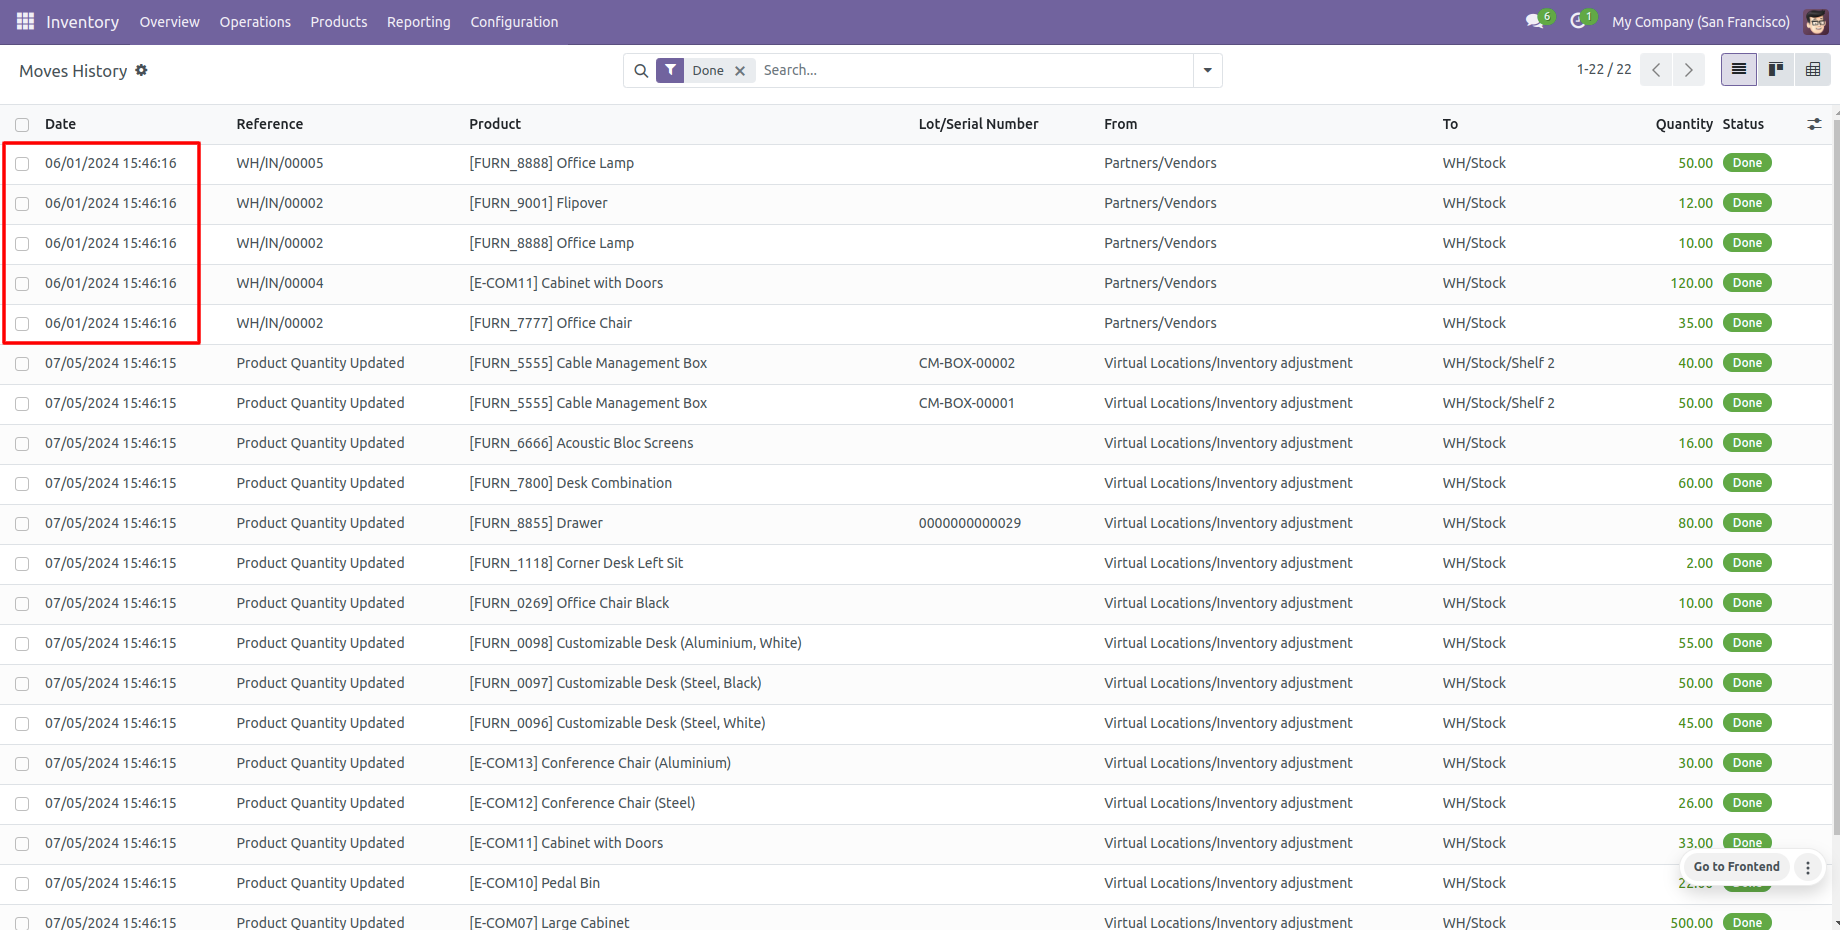 Inventory Overview Operations Products Reporting Configuration 6 1 My Company (San Francisco)
Moves History Done Search... 1-22 / 22
Date Reference Product Lot/Serial Number From To Quantity Status
06/01/2024 15:46:16 WH/IN/00005 [FURN_8888] Office Lamp Partners/Vendors WH/Stock 50.00 Done
06/01/2024 15:46:16 WH/IN/00002 [FURN_9001] Flipover Partners/Vendors WH/Stock 12.00 Done
06/01/2024 15:46:16 WH/IN/00002 [FURN_8888] Office Lamp Partners/Vendors WH/Stock 10.00 Done
06/01/2024 15:46:16 WH/IN/00004 [E-COM11] Cabinet with Doors Partners/Vendors WH/Stock 120.00 Done
06/01/2024 15:46:16 WH/IN/00002 [FURN_7777] Office Chair Partners/Vendors WH/Stock 35.00 Done
07/05/2024 15:46:15 Product Quantity Updated [FURN_5555] Cable Management Box CM-BOX-00002 Virtual Locations/Inventory adjustment WH/Stock/Shelf 2 40.00 Done
07/05/2024 15:46:15 Product Quantity Updated [FURN_5555] Cable Management Box CM-BOX-00001 Virtual Locations/Inventory adjustment WH/Stock/Shelf 2 50.00 Done
07/05/2024 15:46:15 Product Quantity Updated [FURN_6666] Acoustic Bloc Screens Virtual Locations/Inventory adjustment WH/Stock 16.00 Done
07/05/2024 15:46:15 Product Quantity Updated [FURN_7800] Desk Combination Virtual Locations/Inventory adjustment WH/Stock 60.00 Done
07/05/2024 15:46:15 Product Quantity Updated [FURN_8855] Drawer 0000000000029 Virtual Locations/Inventory adjustment WH/Stock 80.00 Done
07/05/2024 15:46:15 Product Quantity Updated [FURN_1118] Corner Desk Left Sit Virtual Locations/Inventory adjustment WH/Stock 2.00 Done
07/05/2024 15:46:15 Product Quantity Updated [FURN_0269] Office Chair Black Virtual Locations/Inventory adjustment WH/Stock 10.00 Done
07/05/2024 15:46:15 Product Quantity Updated [FURN_0098] Customizable Desk (Aluminium, White) Virtual Locations/Inventory adjustment WH/Stock 55.00 Done
07/05/2024 15:46:15 Product Quantity Updated [FURN_0097] Customizable Desk (Steel, Black) Virtual Locations/Inventory adjustment WH/Stock 50.00 Done
07/05/2024 15:46:15 Product Quantity Updated [FURN_0096] Customizable Desk (Steel, White) Virtual Locations/Inventory adjustment WH/Stock 45.00 Done
07/05/2024 15:46:15 Product Quantity Updated [E-COM13] Conference Chair (Aluminium) Virtual Locations/Inventory adjustment WH/Stock 30.00 Done
07/05/2024 15:46:15 Product Quantity Updated [E-COM12] Conference Chair (Steel) Virtual Locations/Inventory adjustment WH/Stock 26.00 Done
07/05/2024 15:46:15 Product Quantity Updated [E-COM11] Cabinet with Doors Virtual Locations/Inventory adjustment WH/Stock 33.00 Done
Go to Frontend
07/05/2024 15:46:15 Product Quantity Updated [E-COM10] Pedal Bin Virtual Locations/Inventory adjustment WH/Stock
07/05/2024 15:46:15 Product Quantity Updated [E-COM07] Large Cabinet Virtual Locations/Inventory adjustment WH/Stock 500.00 Done